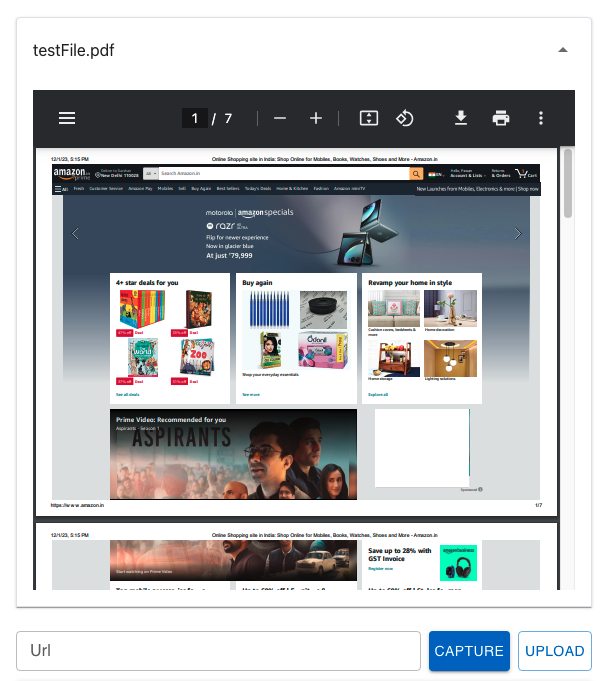 testFile.pdf
1 / 7
12/1/23, 5:15 PM Online Shopping site in India: Shop Online for Mobiles, Books, Watches, Shoes and More - Amazon.in
amazon.in
prime
New Delhi 110028
All
Search Amazon.in
EN
Hello, Pawan
Account & Lists
Returns
& Orders
Cart
All Fresh Customer Service Amazon Pay Mobiles Sell Buy Again Best Sellers Today's Deals Home & Kitchen Fashion Amazon miniTV New Launches from Mobiles, Electronics & more | Shop now
motorola | amazonspecials
razr
Flip for newer experience
Now in glacier blue
At just ₹79,999
4+ star deals for you
Deal
Deal
Deal
Deal
See all deals
Buy again
Odonil
Shop your everyday essentials
See more
Revamp your home in style
Cushion covers, bedsheets &
more
Home decoration
Home storage
Lighting solutions
Explore all
Prime Video: Recommended for you
Aspirants - Season 1
ASPIRANTS
Sponsored
https://www.amazon.in 1/7
12/1/23, 5:15 PM Online Shopping site in India: Shop Online for Mobiles, Books, Watches, Shoes and More - Amazon.in
Start watching on Prime Video
Save up to 28% with
GST Invoice
Register now
amazonbusiness
Url
CAPTURE
UPLOAD